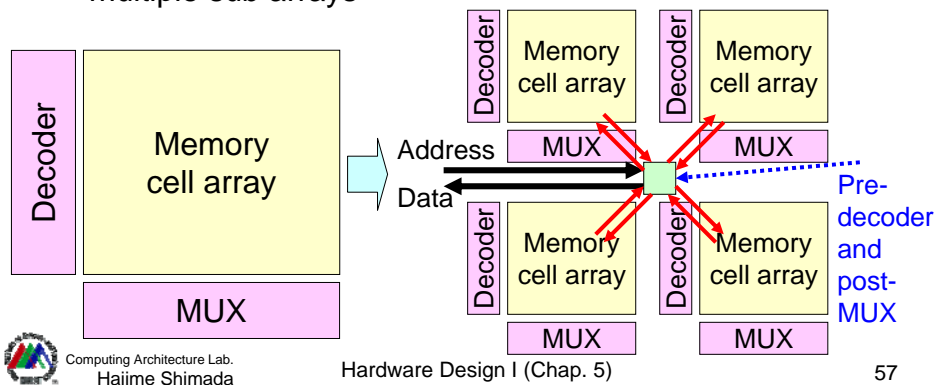 multiple sub arrays
Decoder
Memory
cell array
MUX
Decoder
Memory
cell array
MUX
Decoder
Memory
cell array
MUX
Address
Data
Decoder
Memory
cell array
MUX
Decoder
Memory
cell array
MUX
Pre-
decoder
and
post-
MUX
Computing Architecture Lab.
Hajime Shimada
Hardware Design I (Chap. 5)
57